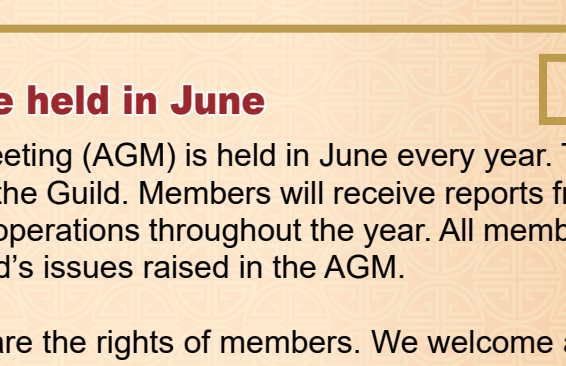 e held in June
eeting (AGM) is held in June every year. T
the Guild. Members will receive reports fr
operations throughout the year. All memb
d's issues raised in the AGM.
are the rights of members. We welcome a